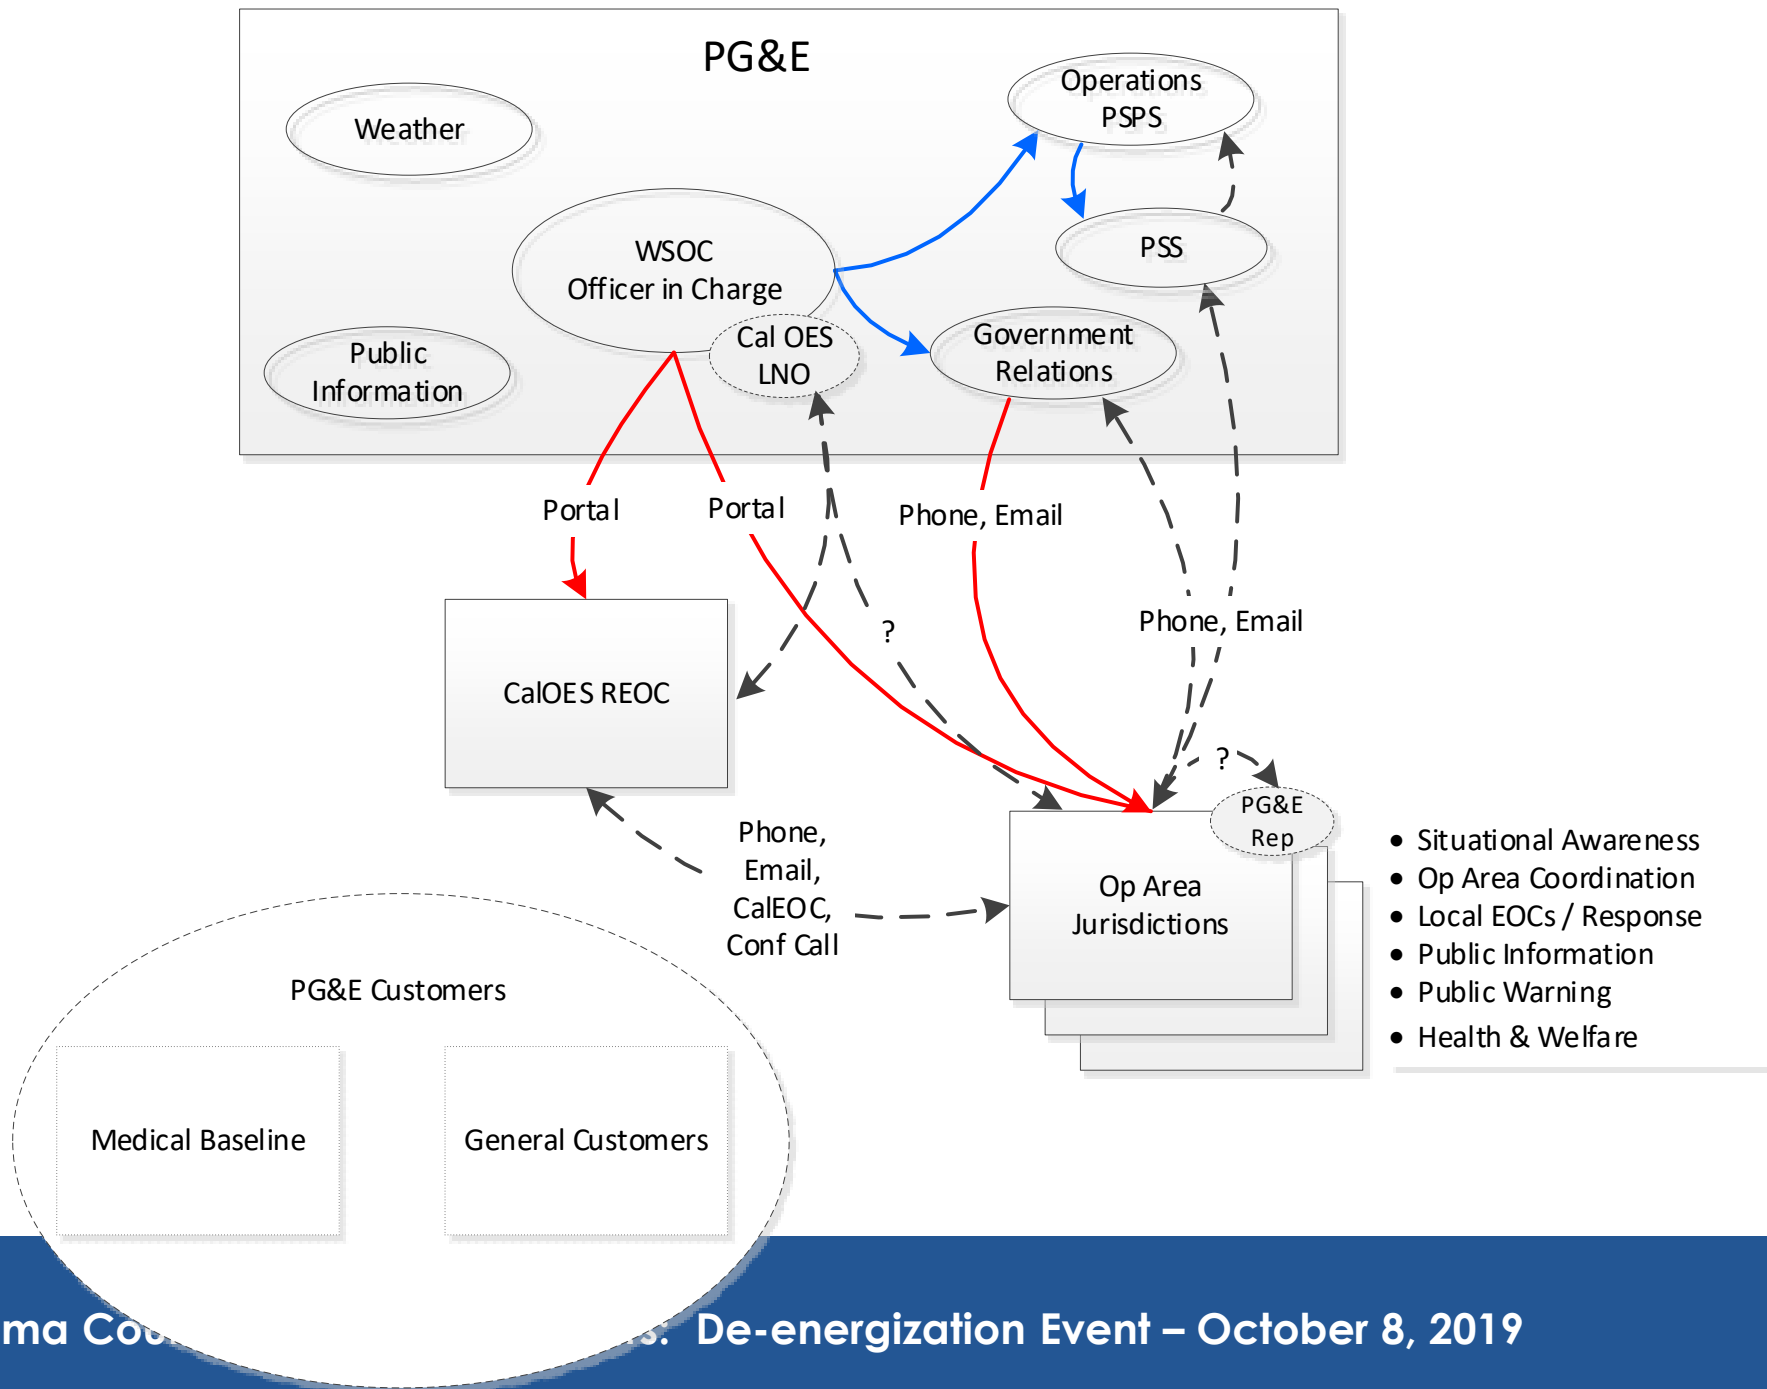 PG&E
Operations
PSPS
Weather
WSOC
Officer in Charge
PSS
Cal OES
LNO
Government
Relations
Public
Information
Portal
Portal
Phone, Email
?
Phone, Email
CalOES REOC
?
PG&E
Rep
Phone,
Email,
CalEOC,
Conf Call
Op Area
Jurisdictions
• Situational Awareness
• Op Area Coordination
• Local EOCs / Response
• Public Information
• Public Warning
• Health & Welfare
PG&E Customers
Medical Baseline
General Customers
ma De-energization Event – October 8, 2019